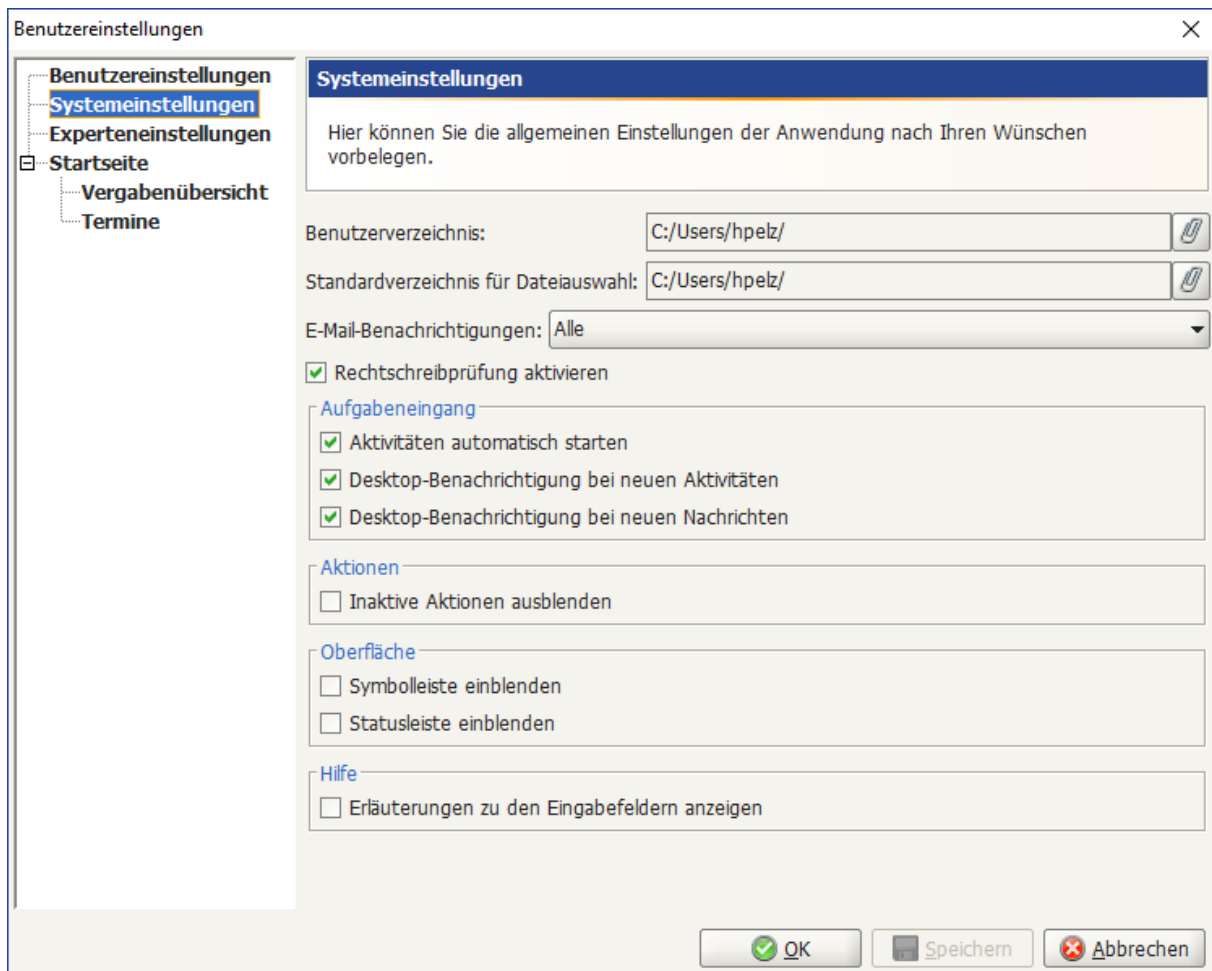 Benutzereinstellungen
Benutzereinstellungen
Systemeinstellungen
Experteneinstellungen
Startseite
Vergabenübersicht
Termine
Systemeinstellungen
Hier können Sie die allgemeinen Einstellungen der Anwendung nach Ihren Wünschen
vorbelegen.
Benutzerverzeichnis: C:/Users/hpelz/
Standardverzeichnis für Dateiauswahl: C:/Users/hpelz/
E-Mail-Benachrichtigungen: Alle
Rechtschreibprüfung aktivieren
Aufgabeneingang
Aktivitäten automatisch starten
Desktop-Benachrichtigung bei neuen Aktivitäten
Desktop-Benachrichtigung bei neuen Nachrichten
Aktionen
Inaktive Aktionen ausblenden
Oberfläche
Symbolleiste einblenden
Statusleiste einblenden
Hilfe
Erläuterungen zu den Eingabefeldern anzeigen
OK Speichern Abbrechen